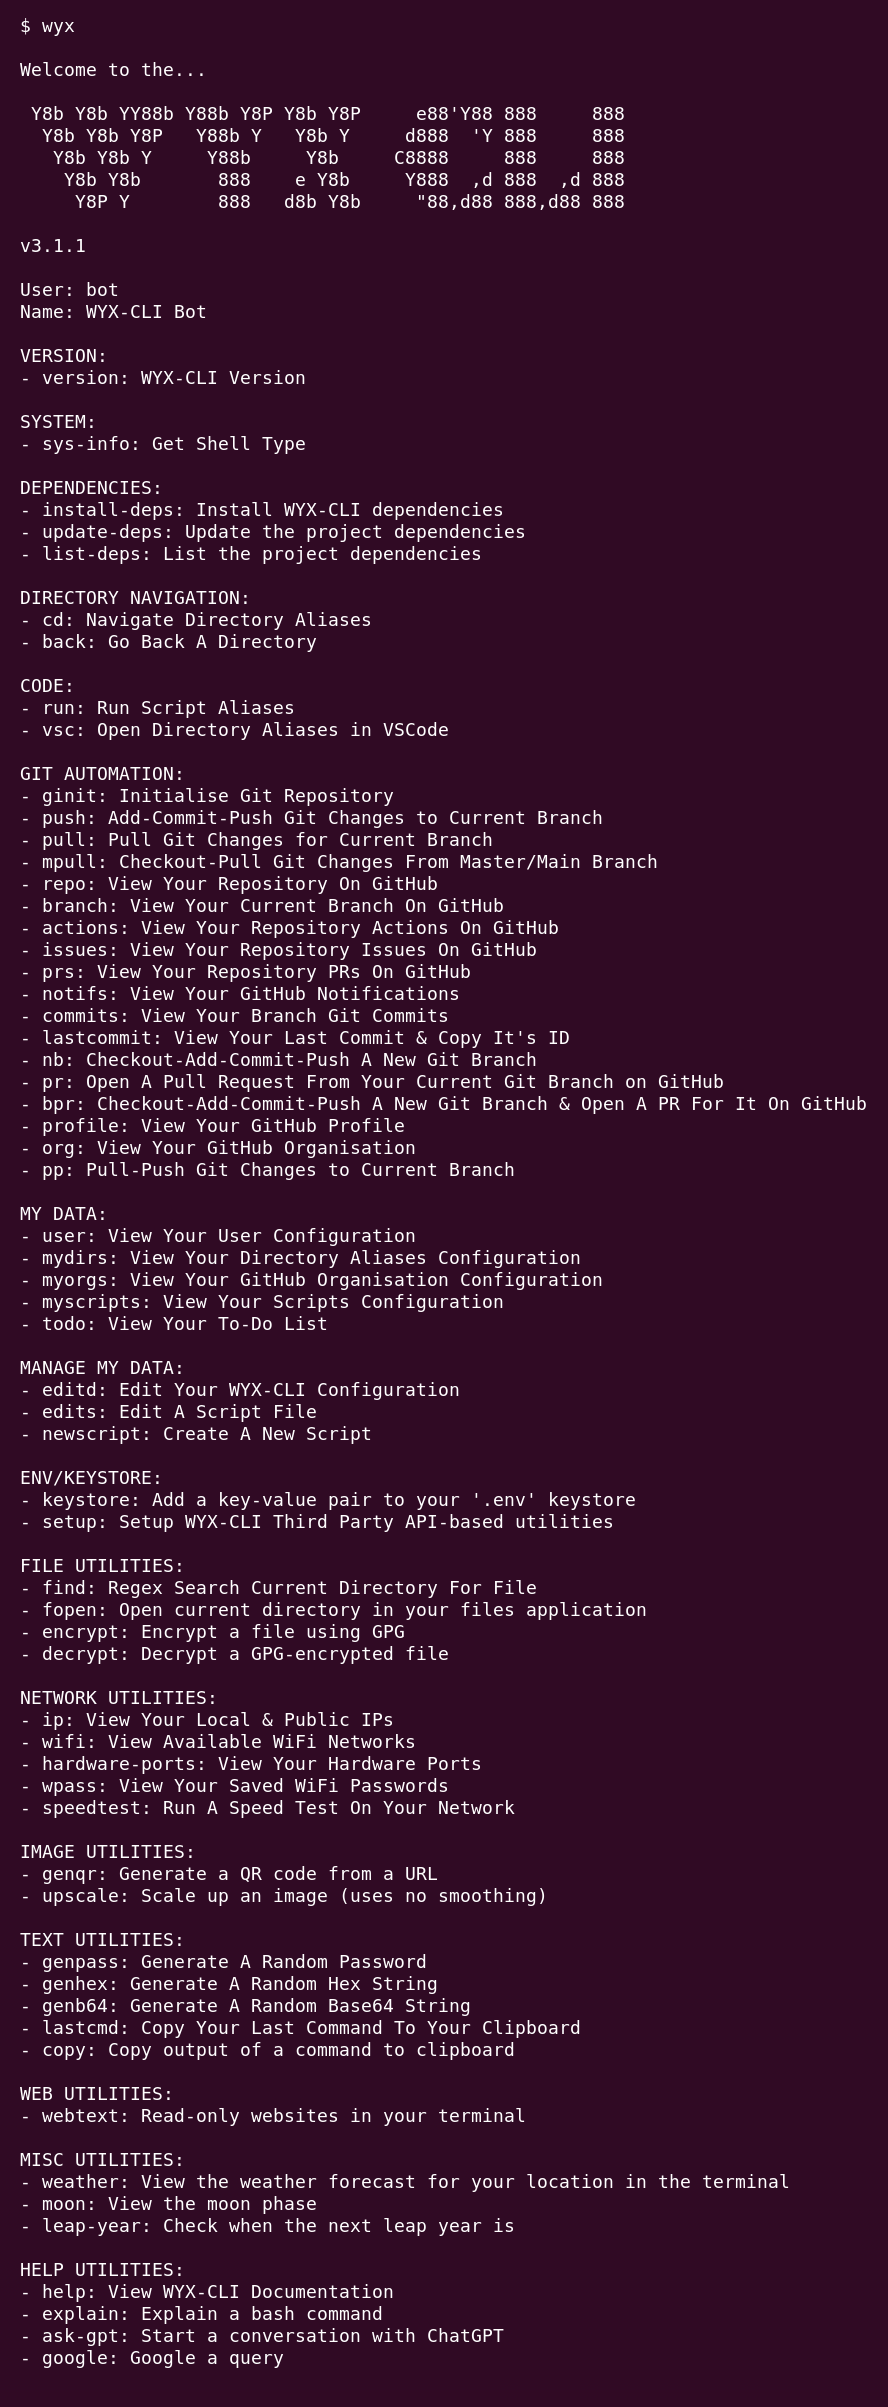 $ wyx
Welcome to the...
 Y8b Y8b YY88b Y88b Y8P Y8b Y8P     e88'Y88 888     888
  Y8b Y8b Y8P   Y88b Y   Y8b Y     d888  'Y 888     888
   Y8b Y8b Y     Y88b     Y8b     C8888     888     888
    Y8b Y8b       888    e Y8b     Y888  ,d 888  ,d 888
     Y8P Y        888   d8b Y8b     "88,d88 888,d88 888
v3.1.1
User: bot
Name: WYX-CLI Bot
VERSION:
- version: WYX-CLI Version
SYSTEM:
- sys-info: Get Shell Type
DEPENDENCIES:
- install-deps: Install WYX-CLI dependencies
- update-deps: Update the project dependencies
- list-deps: List the project dependencies
DIRECTORY NAVIGATION:
- cd: Navigate Directory Aliases
- back: Go Back A Directory
CODE:
- run: Run Script Aliases
- vsc: Open Directory Aliases in VSCode
GIT AUTOMATION:
- ginit: Initialise Git Repository
- push: Add-Commit-Push Git Changes to Current Branch
- pull: Pull Git Changes for Current Branch
- mpull: Checkout-Pull Git Changes From Master/Main Branch
- repo: View Your Repository On GitHub
- branch: View Your Current Branch On GitHub
- actions: View Your Repository Actions On GitHub
- issues: View Your Repository Issues On GitHub
- prs: View Your Repository PRs On GitHub
- notifs: View Your GitHub Notifications
- commits: View Your Branch Git Commits
- lastcommit: View Your Last Commit & Copy It's ID
- nb: Checkout-Add-Commit-Push A New Git Branch
- pr: Open A Pull Request From Your Current Git Branch on GitHub
- bpr: Checkout-Add-Commit-Push A New Git Branch & Open A PR For It On GitHub
- profile: View Your GitHub Profile
- org: View Your GitHub Organisation
- pp: Pull-Push Git Changes to Current Branch
MY DATA:
- user: View Your User Configuration
- mydirs: View Your Directory Aliases Configuration
- myorgs: View Your GitHub Organisation Configuration
- myscripts: View Your Scripts Configuration
- todo: View Your To-Do List
MANAGE MY DATA:
- editd: Edit Your WYX-CLI Configuration
- edits: Edit A Script File
- newscript: Create A New Script
ENV/KEYSTORE:
- keystore: Add a key-value pair to your '.env' keystore
- setup: Setup WYX-CLI Third Party API-based utilities
FILE UTILITIES:
- find: Regex Search Current Directory For File
- fopen: Open current directory in your files application
- encrypt: Encrypt a file using GPG
- decrypt: Decrypt a GPG-encrypted file
NETWORK UTILITIES:
- ip: View Your Local & Public IPs
- wifi: View Available WiFi Networks
- hardware-ports: View Your Hardware Ports
- wpass: View Your Saved WiFi Passwords
- speedtest: Run A Speed Test On Your Network
IMAGE UTILITIES:
- genqr: Generate a QR code from a URL
- upscale: Scale up an image (uses no smoothing)
TEXT UTILITIES:
- genpass: Generate A Random Password
- genhex: Generate A Random Hex String
- genb64: Generate A Random Base64 String
- lastcmd: Copy Your Last Command To Your Clipboard
- copy: Copy output of a command to clipboard
WEB UTILITIES:
- webtext: Read-only websites in your terminal
MISC UTILITIES:
- weather: View the weather forecast for your location in the terminal
- moon: View the moon phase
- leap-year: Check when the next leap year is
HELP UTILITIES:
- help: View WYX-CLI Documentation
- explain: Explain a bash command
- ask-gpt: Start a conversation with ChatGPT
- google: Google a query